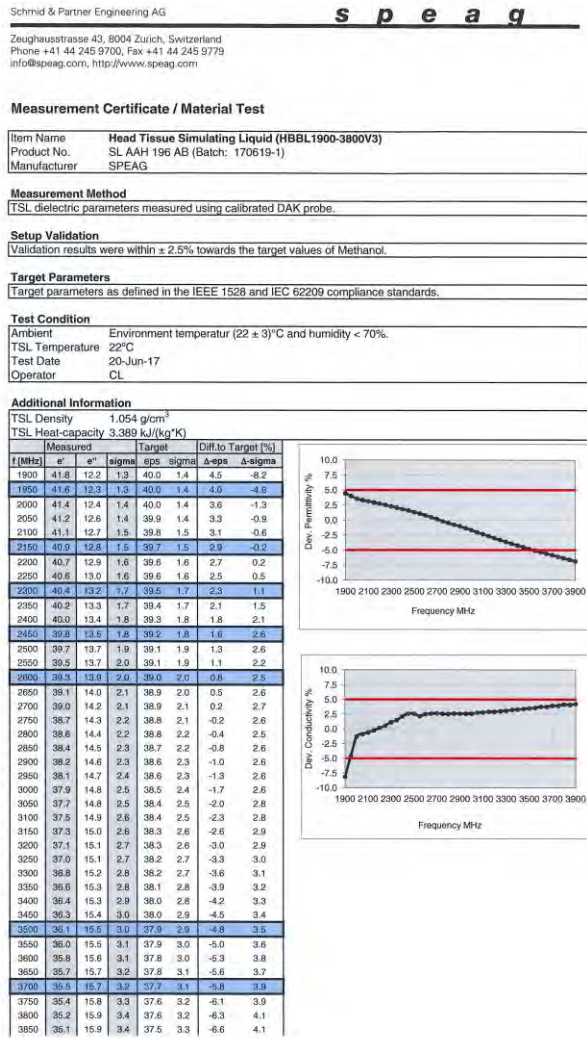 Schmid & Partner Engineering AG
s p e a g
Zeughausstrasse 43, 8004 Zurich, Switzerland
Phone +41 44 245 9700, Fax +41 44 245 9779
info@speag.com, http://www.speag.com
Measurement Certificate / Material Test
Item Name Head Tissue Simulating Liquid (HBBL1900-3800V3)
Product No. SL AAH 196 AB (Batch: 170619-1)
Manufacturer SPEAG
Measurement Method
TSL dielectric parameters measured using calibrated DAK probe.
Setup Validation
Validation results were within ± 2.5% towards the target values of Methanol.
Target Parameters
Target parameters as defined in the IEEE 1528 and IEC 62209 compliance standards.
Test Condition
Ambient Environment temperatur (22 ± 3)°C and humidity < 70%.
TSL Temperature 22°C
Test Date 20-Jun-17
Operator CL
Additional Information
TSL Density 1.054 g/cm³
TSL Heat-capacity 3.389 kJ/(kg*K)
Measured Target Diff.to Target [%]
f [MHz] e' e'' sigma eps sigma Δ-eps Δ-sigma
1900 41.8 12.2 1.3 40.0 1.4 4.5 -8.2
1950 41.6 12.3 1.3 40.0 1.4 4.0 -4.6
2000 41.4 12.4 1.4 40.0 1.4 3.6 -1.3
2050 41.2 12.6 1.4 39.9 1.4 3.3 -0.9
2100 41.1 12.7 1.5 39.8 1.5 3.1 -0.6
2150 40.9 12.8 1.5 39.7 1.5 2.9 -0.2
2200 40.7 12.9 1.6 39.6 1.6 2.7 0.2
2250 40.6 13.0 1.6 39.6 1.6 2.5 0.5
2300 40.4 13.2 1.7 39.5 1.7 2.3 1.1
2350 40.2 13.3 1.7 39.4 1.7 2.1 1.5
2400 40.0 13.4 1.8 39.3 1.8 1.8 2.1
2450 39.8 13.5 1.8 39.2 1.8 1.6 2.6
2500 39.7 13.7 1.9 39.1 1.9 1.3 2.6
2550 39.5 13.7 2.0 39.1 1.9 1.1 2.2
2600 39.3 13.9 2.0 39.0 2.0 0.8 2.5
2650 39.1 14.0 2.1 38.9 2.0 0.5 2.6
2700 39.0 14.2 2.1 38.9 2.1 0.2 2.7
2750 38.7 14.3 2.2 38.8 2.1 -0.2 2.6
2800 38.6 14.4 2.2 38.8 2.2 -0.4 2.5
2850 38.4 14.5 2.3 38.7 2.2 -0.8 2.6
2900 38.2 14.6 2.3 38.6 2.3 -1.0 2.6
2950 38.1 14.7 2.4 38.6 2.3 -1.3 2.6
3000 37.9 14.8 2.5 38.5 2.4 -1.7 2.6
3050 37.7 14.8 2.5 38.4 2.5 -2.0 2.8
3100 37.5 14.9 2.6 38.4 2.5 -2.3 2.8
3150 37.3 15.0 2.6 38.3 2.6 -2.6 2.9
3200 37.1 15.1 2.7 38.3 2.6 -3.0 2.9
3250 37.0 15.1 2.7 38.2 2.7 -3.3 3.0
3300 36.8 15.2 2.8 38.2 2.7 -3.6 3.1
3350 36.6 15.3 2.8 38.1 2.8 -3.9 3.2
3400 36.4 15.3 2.9 38.0 2.8 -4.2 3.3
3450 36.3 15.4 3.0 38.0 2.9 -4.5 3.4
3500 36.1 15.5 3.0 37.9 2.9 -4.8 3.5
3550 36.0 15.5 3.1 37.9 3.0 -5.0 3.6
3600 35.8 15.6 3.1 37.8 3.0 -5.3 3.8
3650 35.7 15.7 3.2 37.8 3.1 -5.6 3.7
3700 35.5 15.7 3.2 37.7 3.1 -5.8 3.9
3750 35.4 15.8 3.3 37.6 3.2 -6.1 3.9
3800 35.2 15.9 3.4 37.6 3.2 -6.3 4.1
3850 35.1 15.9 3.4 37.5 3.3 -6.6 4.1
Dev. Permittivity %
10.0
7.5
5.0
2.5
0.0
-2.5
-5.0
-7.5
-10.0
1900 2100 2300 2500 2700 2900 3100 3300 3500 3700 3900
Frequency MHz
Dev. Conductivity %
10.0
7.5
5.0
2.5
0.0
-2.5
-5.0
-7.5
-10.0
1900 2100 2300 2500 2700 2900 3100 3300 3500 3700 3900
Frequency MHz